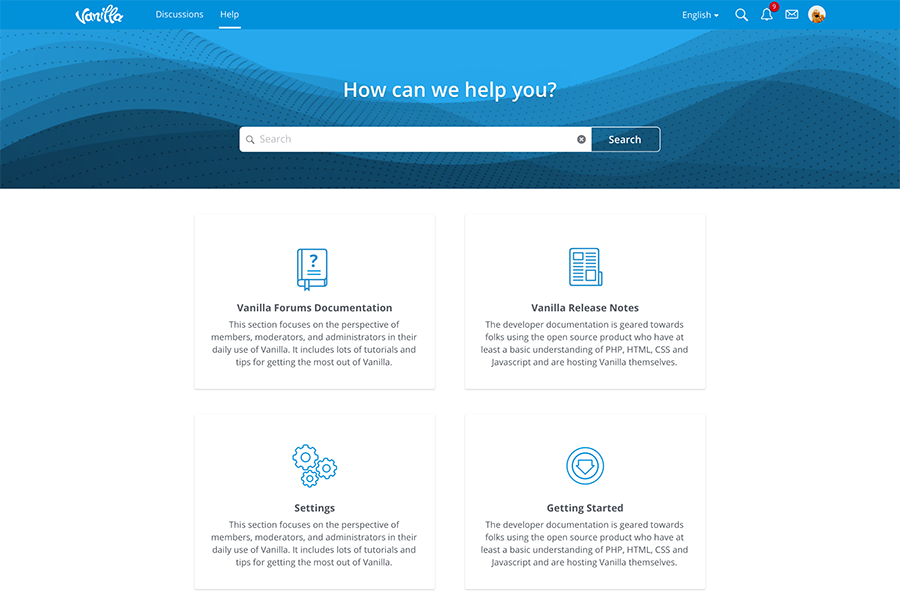 Vanilla
Discussions
Help
English
9
How can we help you?
Search
Search
?
Vanilla Forums Documentation
This section focuses on the perspective of
members, moderators, and administrators in their
daily use of Vanilla. It includes lots of tutorials and
tips for getting the most out of Vanilla.
Vanilla Release Notes
The developer documentation is geared towards
folks using the open source product who have at
least a basic understanding of PHP, HTML, CSS and
Javascript and are hosting Vanilla themselves.
Settings
This section focuses on the perspective of
members, moderators, and administrators in their
daily use of Vanilla. It includes lots of tutorials and
tips for getting the most out of Vanilla.
Getting Started
The developer documentation is geared towards
folks using the open source product who have at
least a basic understanding of PHP, HTML, CSS and
Javascript and are hosting Vanilla themselves.